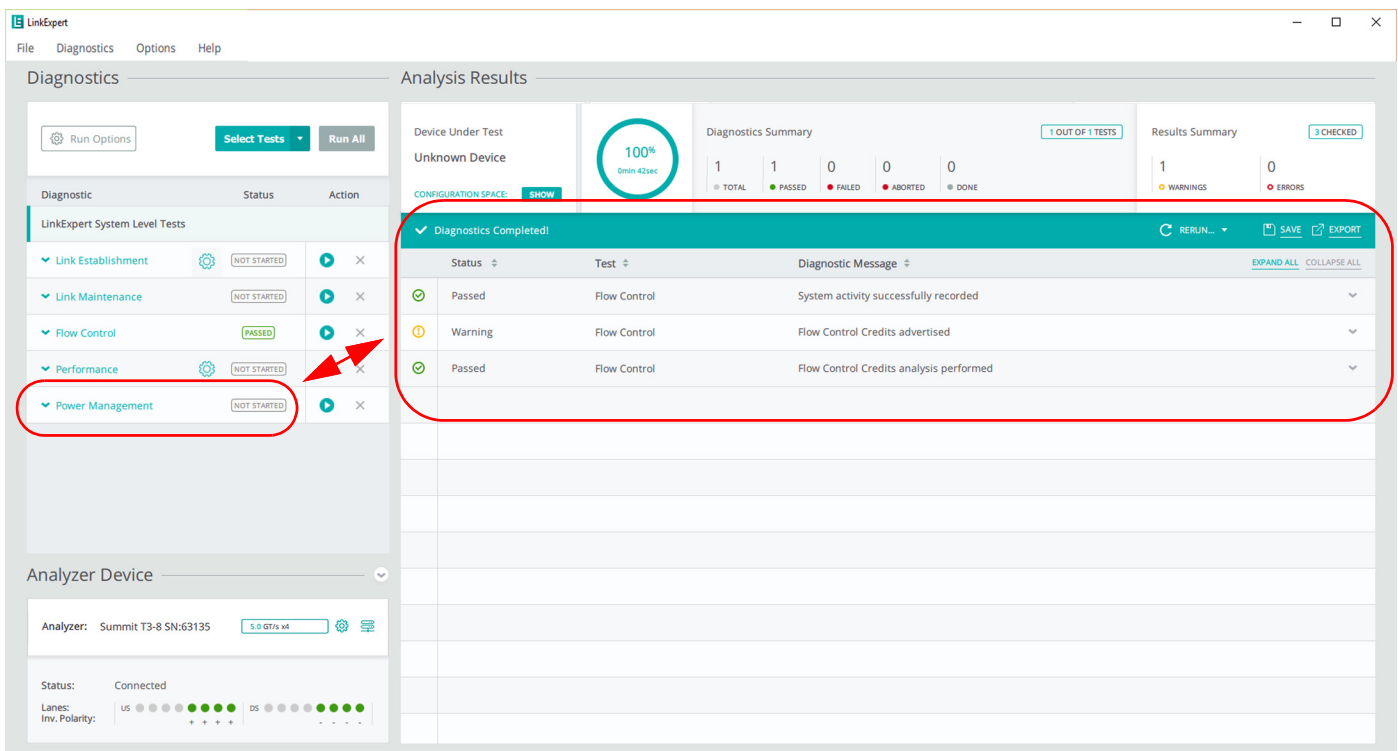 LinkExpert
File Diagnostics Options Help
Diagnostics
Run Options Select Tests Run All
Diagnostic Status Action
LinkExpert System Level Tests
Link Establishment NOT STARTED
Link Maintenance NOT STARTED
Flow Control PASSED
Performance NOT STARTED
Power Management NOT STARTED
Analyzer Device
Analyzer: Summit T3-8 SN:63135 5.0 GT/s x4
Status: Connected
Lanes: US DS
Inv. Polarity: + + + + - - - -
Analysis Results
Device Under Test
Unknown Device
CONFIGURATION SPACE: SHOW
100%
0min 42sec
Diagnostics Summary 1 OUT OF 1 TESTS
1 1 0 0 0
TOTAL PASSED FAILED ABORTED DONE
Results Summary 3 CHECKED
1 0
WARNINGS ERRORS
Diagnostics Completed! RERUN... SAVE EXPORT
Status Test Diagnostic Message EXPAND ALL COLLAPSE ALL
Passed Flow Control System activity successfully recorded
Warning Flow Control Flow Control Credits advertised
Passed Flow Control Flow Control Credits analysis performed